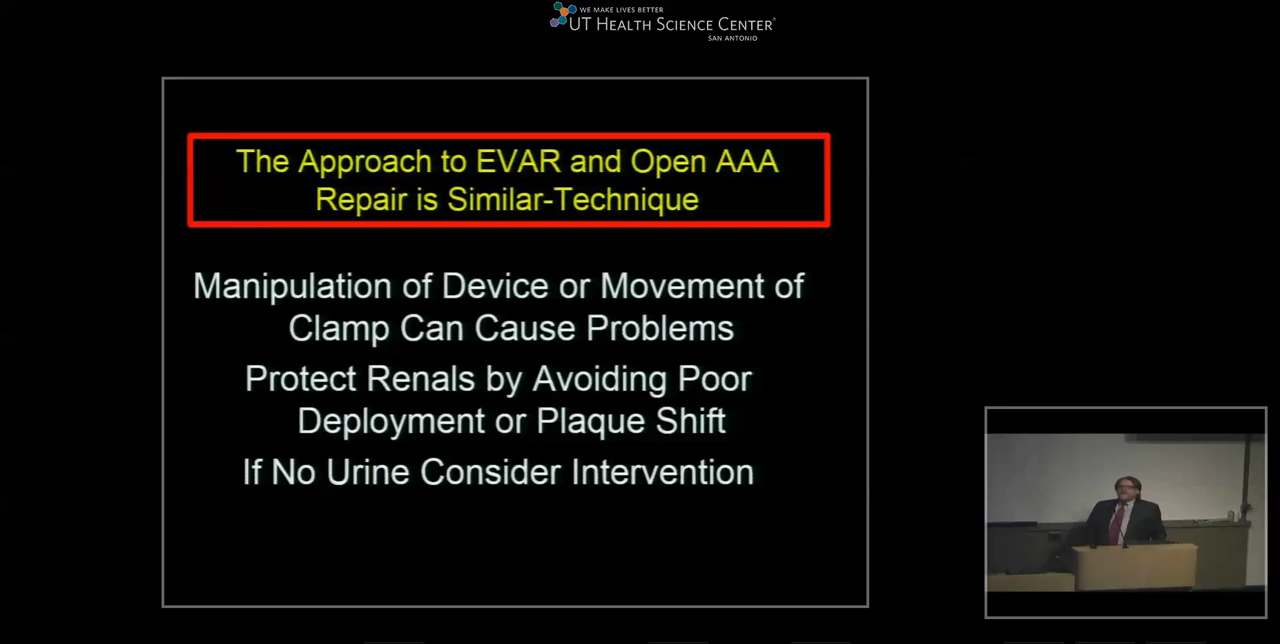 WE MAKE LIVES BETTER
UT HEALTH SCIENCE CENTER®
SAN ANTONIO
The Approach to EVAR and Open AAA
Repair is Similar-Technique
Manipulation of Device or Movement of
Clamp Can Cause Problems
Protect Renals by Avoiding Poor
Deployment or Plaque Shift
If No Urine Consider Intervention